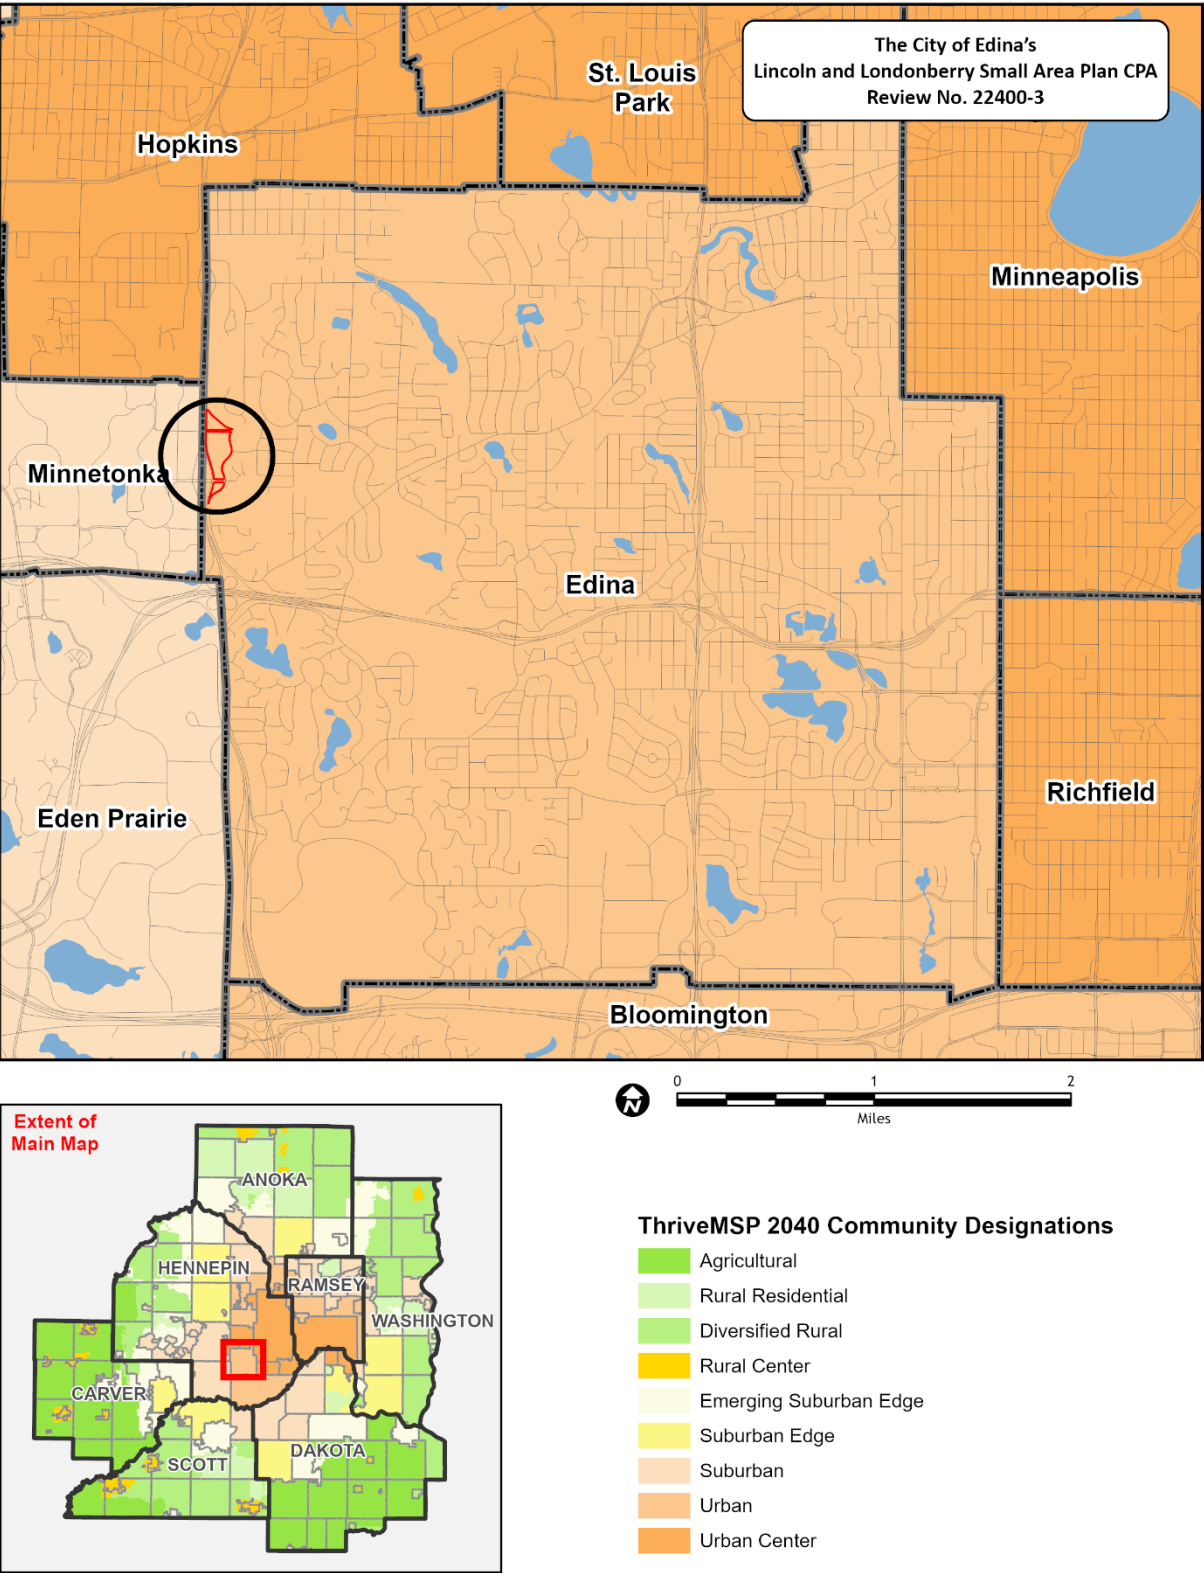 The City of Edina's
Lincoln and Londonberry Small Area Plan CPA
Review No. 22400-3
St. Louis
Park
Hopkins
Minneapolis
Minnetonka
Edina
Richfield
Eden Prairie
Bloomington
N
0 1 2
Miles
Extent of
Main Map
ANOKA
HENNEPIN
RAMSEY
WASHINGTON
CARVER
SCOTT
DAKOTA
ThriveMSP 2040 Community Designations
Agricultural
Rural Residential
Diversified Rural
Rural Center
Emerging Suburban Edge
Suburban Edge
Suburban
Urban
Urban Center